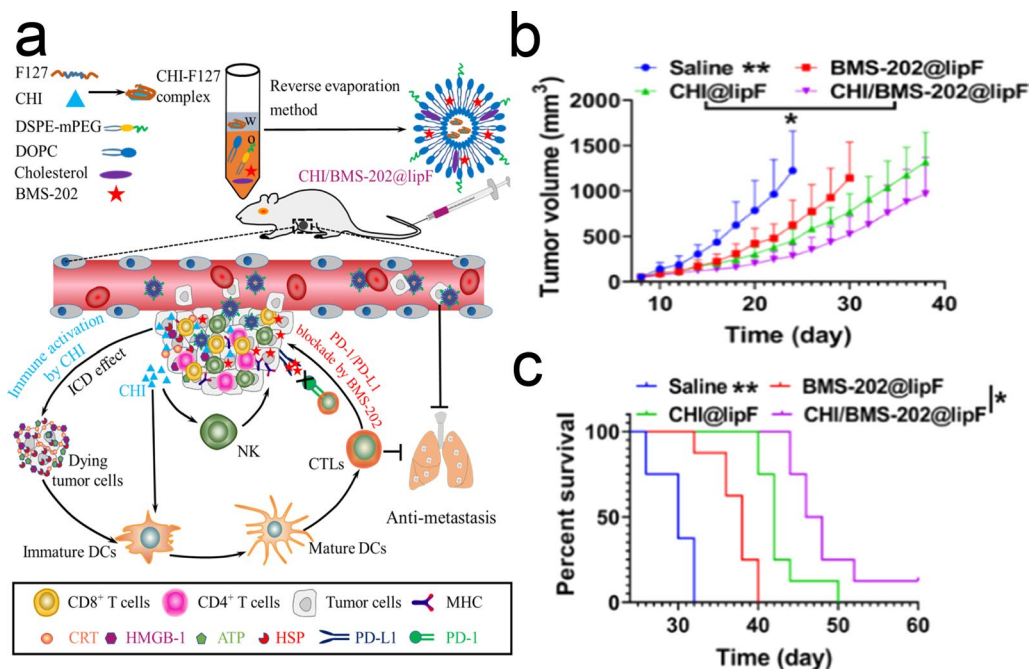 a
F127
CHI
CHI-F127
complex
DSPE-mPEG
DOPC
Cholesterol
BMS-202
w
o
Reverse evaporation
method
CHI/BMS-202@lipF
Immune activation
by CHI
ICD effect
CHI
NK
PD-1/PD-L1
blockade by BMS-202
CTLs
Dying
tumor cells
Immature DCs
Mature DCs
Anti-metastasis
CD8+ T cells
CD4+ T cells
Tumor cells
MHC
CRT
HMGB-1
ATP
HSP
PD-L1
PD-1
b
Saline **
BMS-202@lipF
CHI@lipF
CHI/BMS-202@lipF
*
Tumor volume (mm3)
2000
1500
1000
500
0
10 20 30 40
Time (day)
c
Saline **
BMS-202@lipF
CHI@lipF
CHI/BMS-202@lipF
*
Percent survival
100
50
0
30 40 50 60
Time (day)